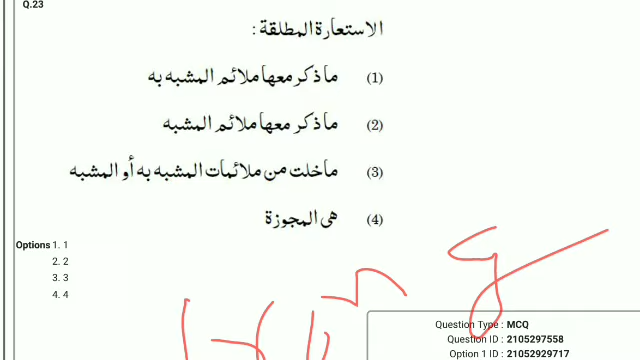 Q.23
الاستعارة المطلقة :
(1) ما ذكر معها ملائم المشبه به
(2) ما ذكر معها ملائم المشبه
(3) ما خلت من ملائمات المشبه به أو المشبه
(4) هى المجوزة
Options 1. 1
2. 2
3. 3
4. 4
Question Type : MCQ
Question ID : 2105297558
Option 1 ID : 21052929717